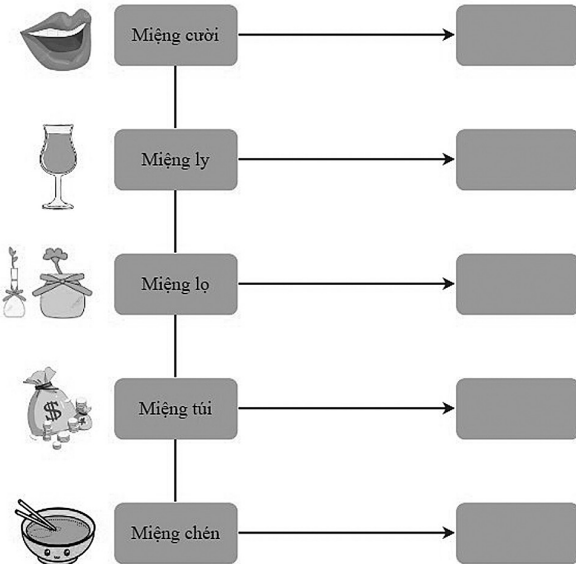 Miệng cười
Miệng ly
Miệng lọ
$
Miệng túi
Miệng chén